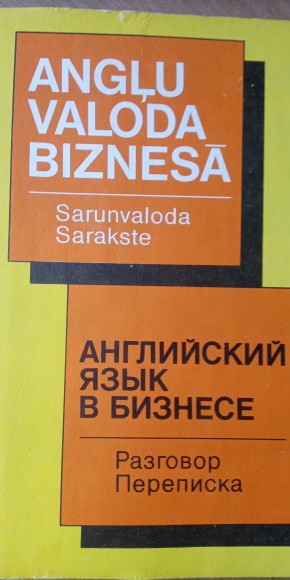 ANGĻU
VALODA
BIZNESĀ
Sarunvaloda
Sarakste
АНГЛИЙСКИЙ
ЯЗЫК
В БИЗНЕСЕ
Разговор
Переписка